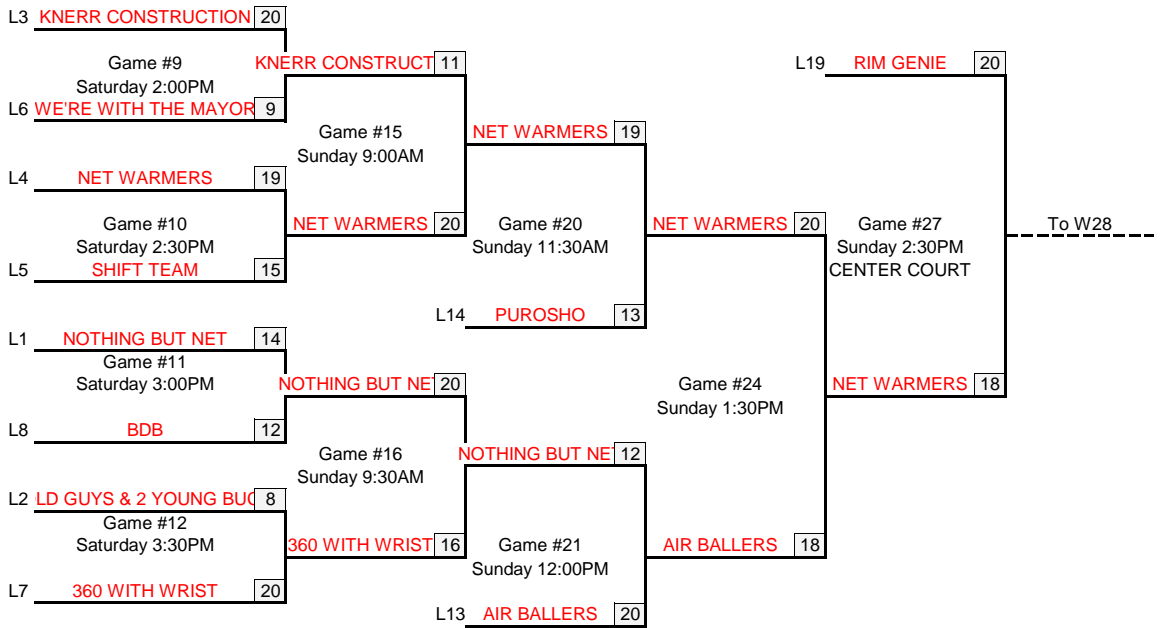 L3 KNERR CONSTRUCTION 20
Game #9
Saturday 2:00PM
L6 WE'RE WITH THE MAYOR 9
KNERR CONSTRUCT 11
Game #15
Sunday 9:00AM
L4 NET WARMERS 19
Game #10
Saturday 2:30PM
L5 SHIFT TEAM 15
NET WARMERS 20
NET WARMERS 19
Game #20
Sunday 11:30AM
L14 PUROSHO 13
L1 NOTHING BUT NET 14
Game #11
Saturday 3:00PM
L8 BDB 12
NOTHING BUT NET 20
Game #16
Sunday 9:30AM
L2 LD GUYS & 2 YOUNG BUC 8
Game #12
Saturday 3:30PM
L7 360 WITH WRIST 20
360 WITH WRIST 16
NOTHING BUT NET 12
Game #21
Sunday 12:00PM
L13 AIR BALLERS 20
NET WARMERS 20
Game #24
Sunday 1:30PM
AIR BALLERS 18
L19 RIM GENIE 20
Game #27
Sunday 2:30PM
CENTER COURT
NET WARMERS 18
To W28